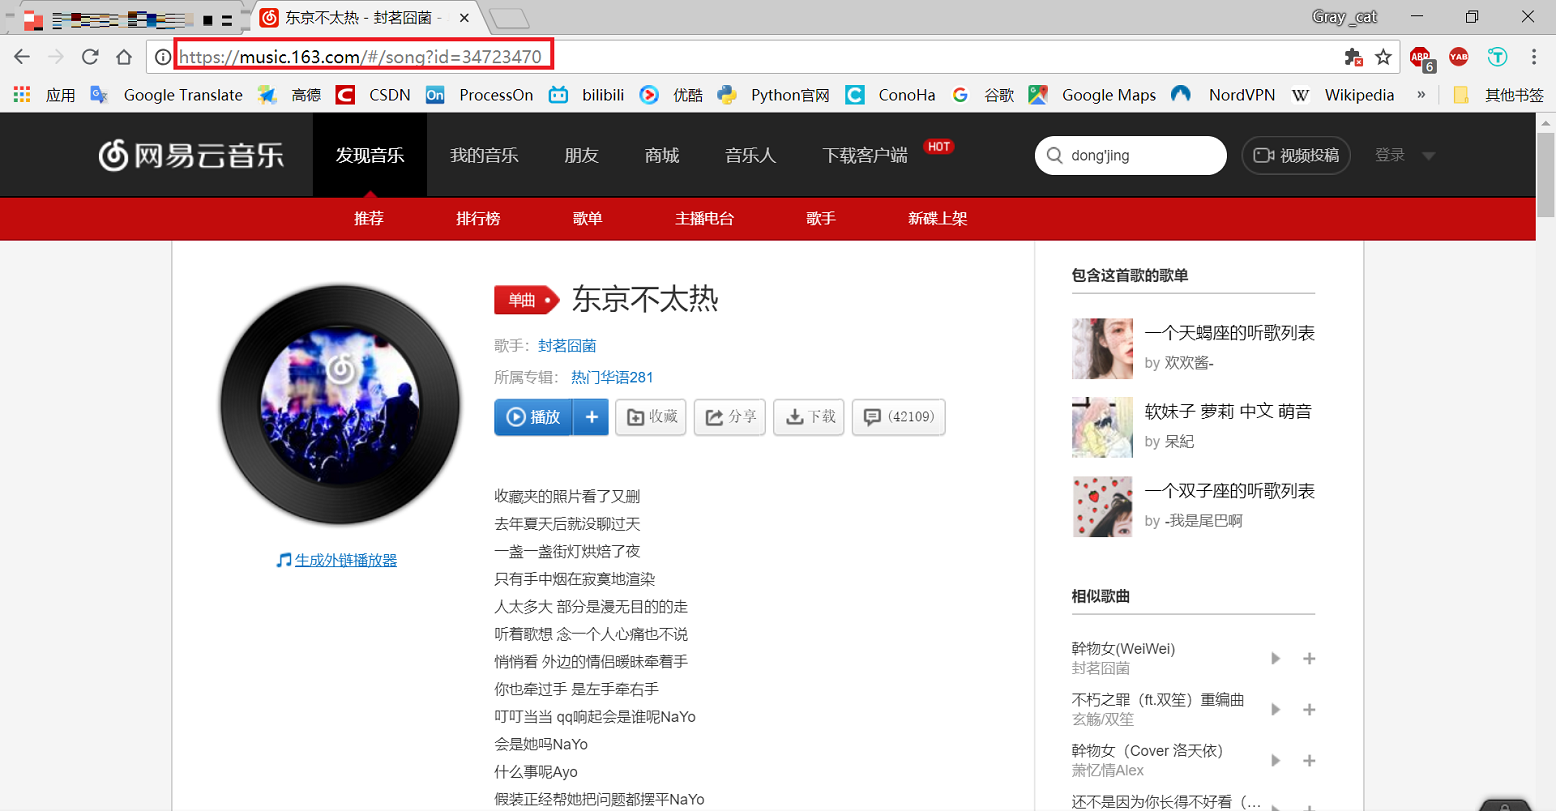 东京不太热 - 封茗囧菌 -
Gray_cat
https://music.163.com/#/song?id=34723470
ABP
6
YAB
应用 Google Translate 高德 CSDN On ProcessOn bilibili 优酷 Python官网 ConoHa 谷歌 Google Maps NordVPN W Wikipedia » 其他书签
网易云音乐 发现音乐 我的音乐 朋友 商城 音乐人 下载客户端 HOT dong'jing 视频投稿 登录
推荐 排行榜 歌单 主播电台 歌手 新碟上架
单曲 东京不太热
歌手： 封茗囧菌
所属专辑： 热门华语281
播放 + 收藏 分享 下载 (42109)
生成外链播放器
收藏夹的照片看了又删
去年夏天后就没聊过天
一盏一盏街灯烘焙了夜
只有手中烟在寂寞地渲染
人太多大 部分是漫无目的的走
听着歌想 念一个人心痛也不说
悄悄看 外边的情侣暖昧牵着手
你也牵过手 是左手牵右手
叮叮当当 qq响起会是谁呢NaYo
会是她吗NaYo
什么事呢Ayo
假装正经帮她把问题都摆平NaYo
包含这首歌的歌单
一个天蝎座的听歌列表
by 欢欢酱-
软妹子 萝莉 中文 萌音
by 呆紀
一个双子座的听歌列表
by -我是尾巴啊
相似歌曲
幹物女(WeiWei)
封茗囧菌
不朽之罪（ft.双笙）重编曲
玄觞/双笙
幹物女（Cover 洛天依）
萧忆情Alex
还不是因为你长得不好看（...